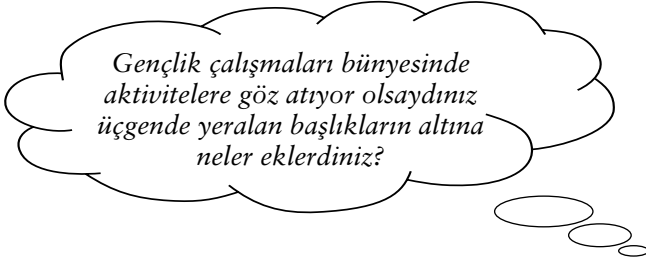 Gençlik çalışmaları bünyesinde
aktivitelere göz atıyor olsaydınız
üçgende yeralan başlıkların altına
neler eklerdiniz?